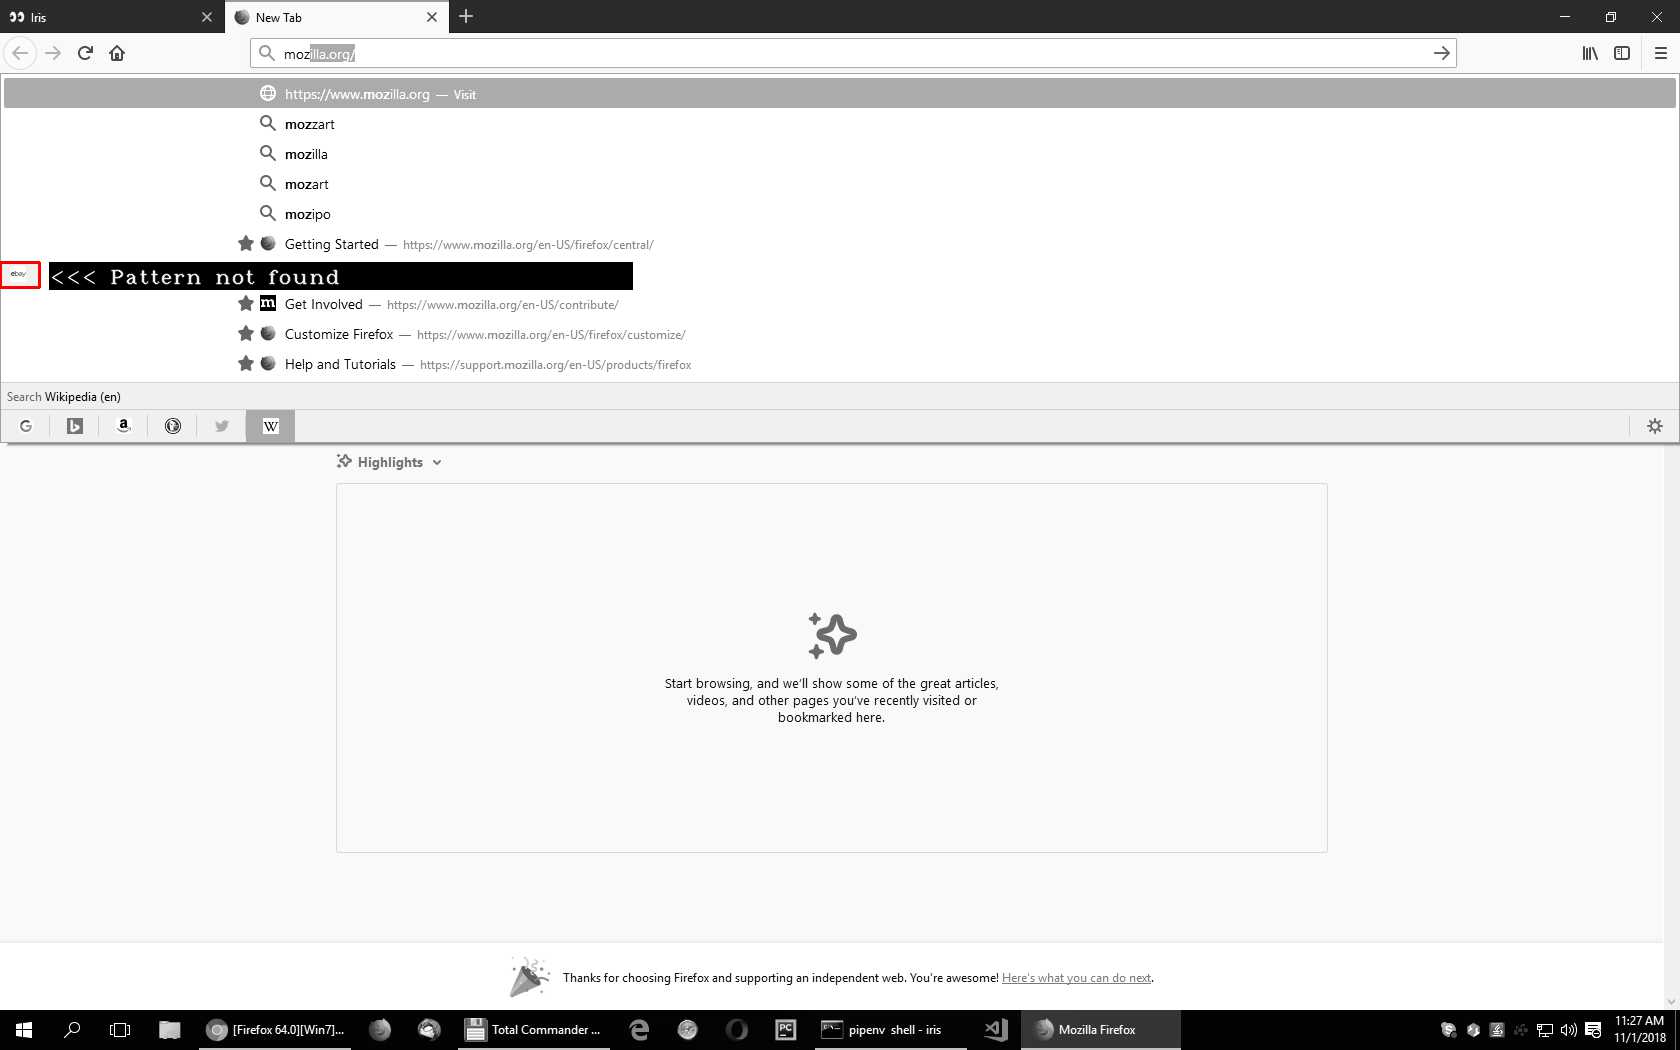 Iris
New Tab
mozilla.org/
https://www.mozilla.org — Visit
mozzart
mozilla
mozart
mozipo
Getting Started — https://www.mozilla.org/en-US/firefox/central/
ebay
<<< Pattern not found
m Get Involved — https://www.mozilla.org/en-US/contribute/
Customize Firefox — https://www.mozilla.org/en-US/firefox/customize/
Help and Tutorials — https://support.mozilla.org/en-US/products/firefox
Search Wikipedia (en)
G b a W
Highlights
Start browsing, and we'll show some of the great articles,
videos, and other pages you've recently visited or
bookmarked here.
Thanks for choosing Firefox and supporting an independent web. You're awesome! Here's what you can do next.
[Firefox 64.0][Win7]...
Total Commander ...
PC
pipenv shell - iris
Mozilla Firefox
11:27 AM
11/1/2018